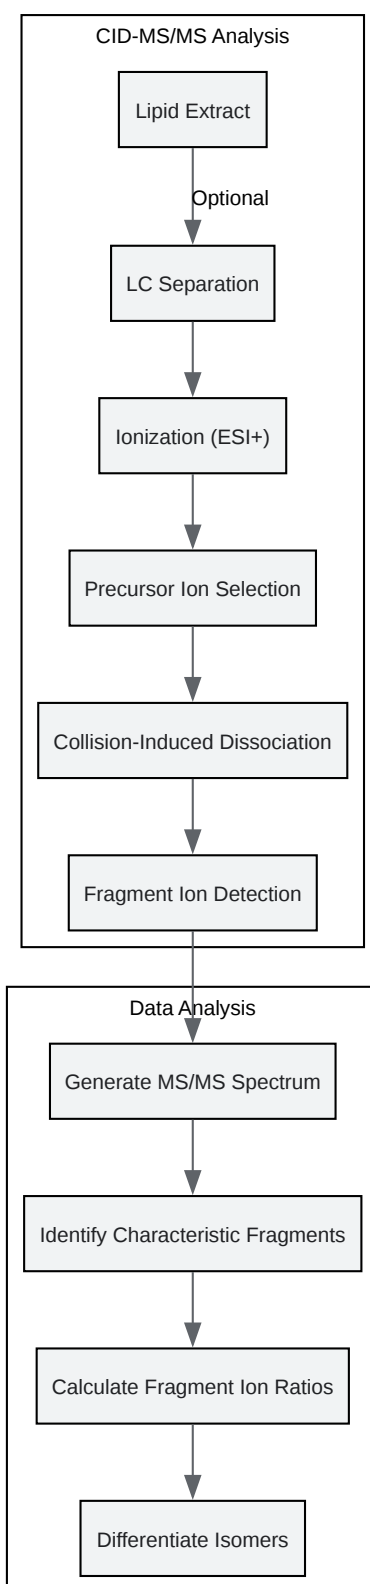 CID-MS/MS Analysis
Lipid Extract
Optional
LC Separation
Ionization (ESI+)
Precursor Ion Selection
Collision-Induced Dissociation
Fragment Ion Detection
Data Analysis
Generate MS/MS Spectrum
Identify Characteristic Fragments
Calculate Fragment Ion Ratios
Differentiate Isomers